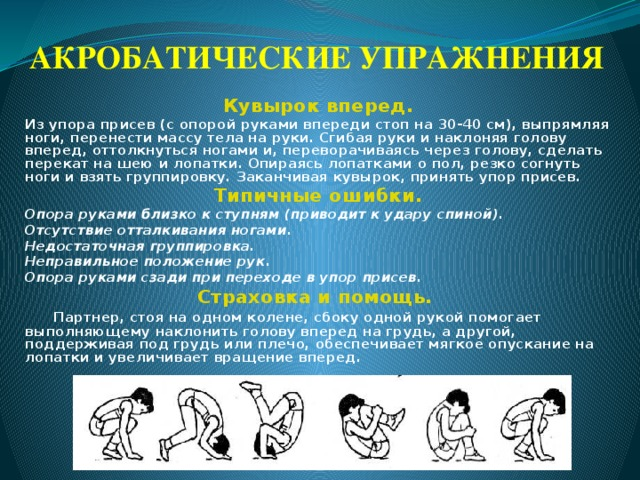 АКРОБАТИЧЕСКИЕ УПРАЖНЕНИЯ
Кувырок вперед.
Из упора присев (с опорой руками впереди стоп на 30-40 см), выпрямляя
ноги, перенести массу тела на руки. Сгибая руки и наклоняя голову
вперед, оттолкнуться ногами и, переворачиваясь через голову, сделать
перекат на шею и лопатки. Опираясь лопатками о пол, резко согнуть
ноги и взять группировку. Заканчивая кувырок, принять упор присев.
Типичные ошибки.
Опора руками близко к ступням (приводит к удару спиной).
Отсутствие отталкивания ногами.
Недостаточная группировка.
Неправильное положение рук.
Опора руками сзади при переходе в упор присев.
Страховка и помощь.
Партнер, стоя на одном колене, сбоку одной рукой помогает
выполняющему наклонить голову вперед на грудь, а другой,
поддерживая под грудь или плечо, обеспечивает мягкое опускание на
лопатки и увеличивает вращение вперед.